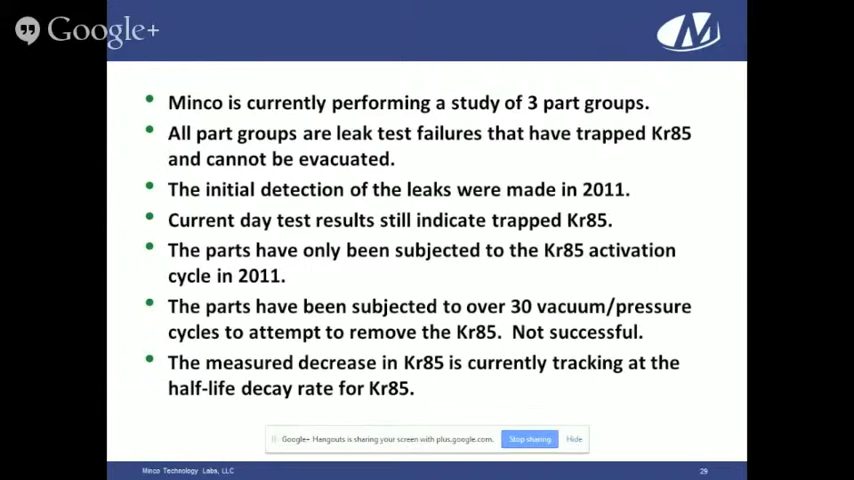 Google+
M
• Minco is currently performing a study of 3 part groups.
• All part groups are leak test failures that have trapped Kr85
and cannot be evacuated.
• The initial detection of the leaks were made in 2011.
• Current day test results still indicate trapped Kr85.
• The parts have only been subjected to the Kr85 activation
cycle in 2011.
• The parts have been subjected to over 30 vacuum/pressure
cycles to attempt to remove the Kr85. Not successful.
• The measured decrease in Kr85 is currently tracking at the
half-life decay rate for Kr85.
Google+ Hangouts is sharing your screen with plus.google.com. Stop sharing Hide
Minco Technology Labs, LLC 29